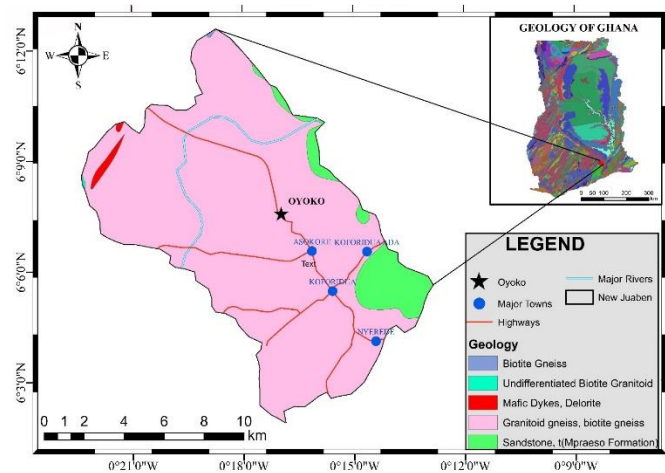 GEOLOGY OF GHANA
0 50 100 200 300
km
N
W E
S
6°12'0"N
6°9'0"N
6°6'0"N
6°3'0"N
OYOKO
ASOKORE
KOFORIDUA ADA
Text
KOFORIDUA
NYEREDE
LEGEND
Oyoko
Major Towns
Highways
Major Rivers
New Juaben
Geology
Biotite Gneiss
Undifferentiated Biotite Granitoid
Mafic Dykes, Delorite
Granitoid gneiss, biotite gneiss
Sandstone, t(Mpraeso Formation)
0 1 2 4 6 8 10
km
0°21'0"W 0°18'0"W 0°15'0"W 0°12'0"W 0°9'0"W